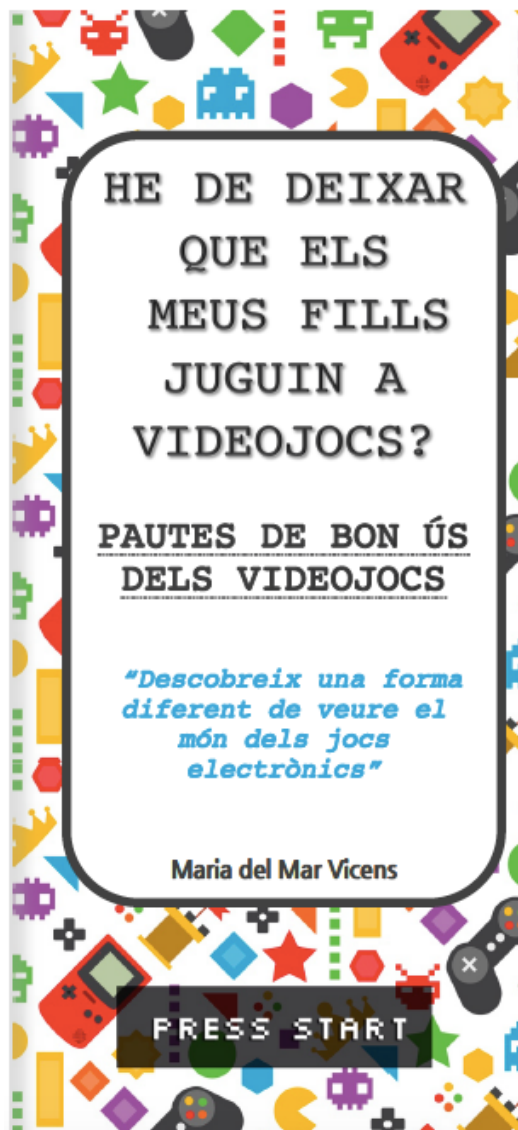 HE DE DEIXAR
QUE ELS
MEUS FILLS
JUGUIN A
VIDEOJOCS?
PAUTES DE BON ÚS
DELS VIDEOJOCS
“Descobreix una forma
diferent de veure el
món dels jocs
electrònics”
Maria del Mar Vicens
PRESS START